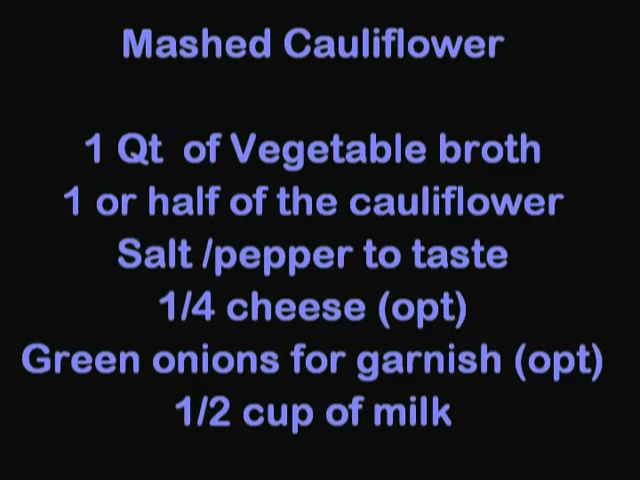 Mashed Cauliflower
1 Qt of Vegetable broth
1 or half of the cauliflower
Salt /pepper to taste
1/4 cheese (opt)
Green onions for garnish (opt)
1/2 cup of milk